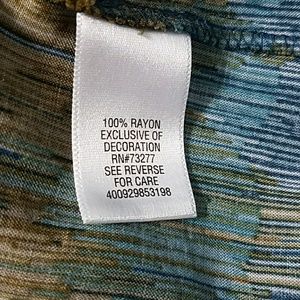 100% RAYON
EXCLUSIVE OF
DECORATION
RN#73277
SEE REVERSE
FOR CARE
400929853198